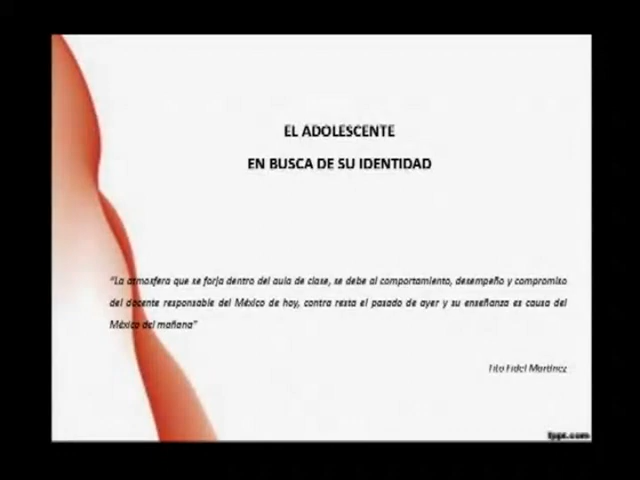 EL ADOLESCENTE
EN BUSCA DE SU IDENTIDAD
"La atmosfera que se forja dentro del aula de clase, se debe al comportamiento, desempeño y compromiso
del docente responsable del México de hoy, contra resta el pasado de ayer y su enseñanza es causa del
México del mañana"
Tito Fidel Martínez
fppt.com